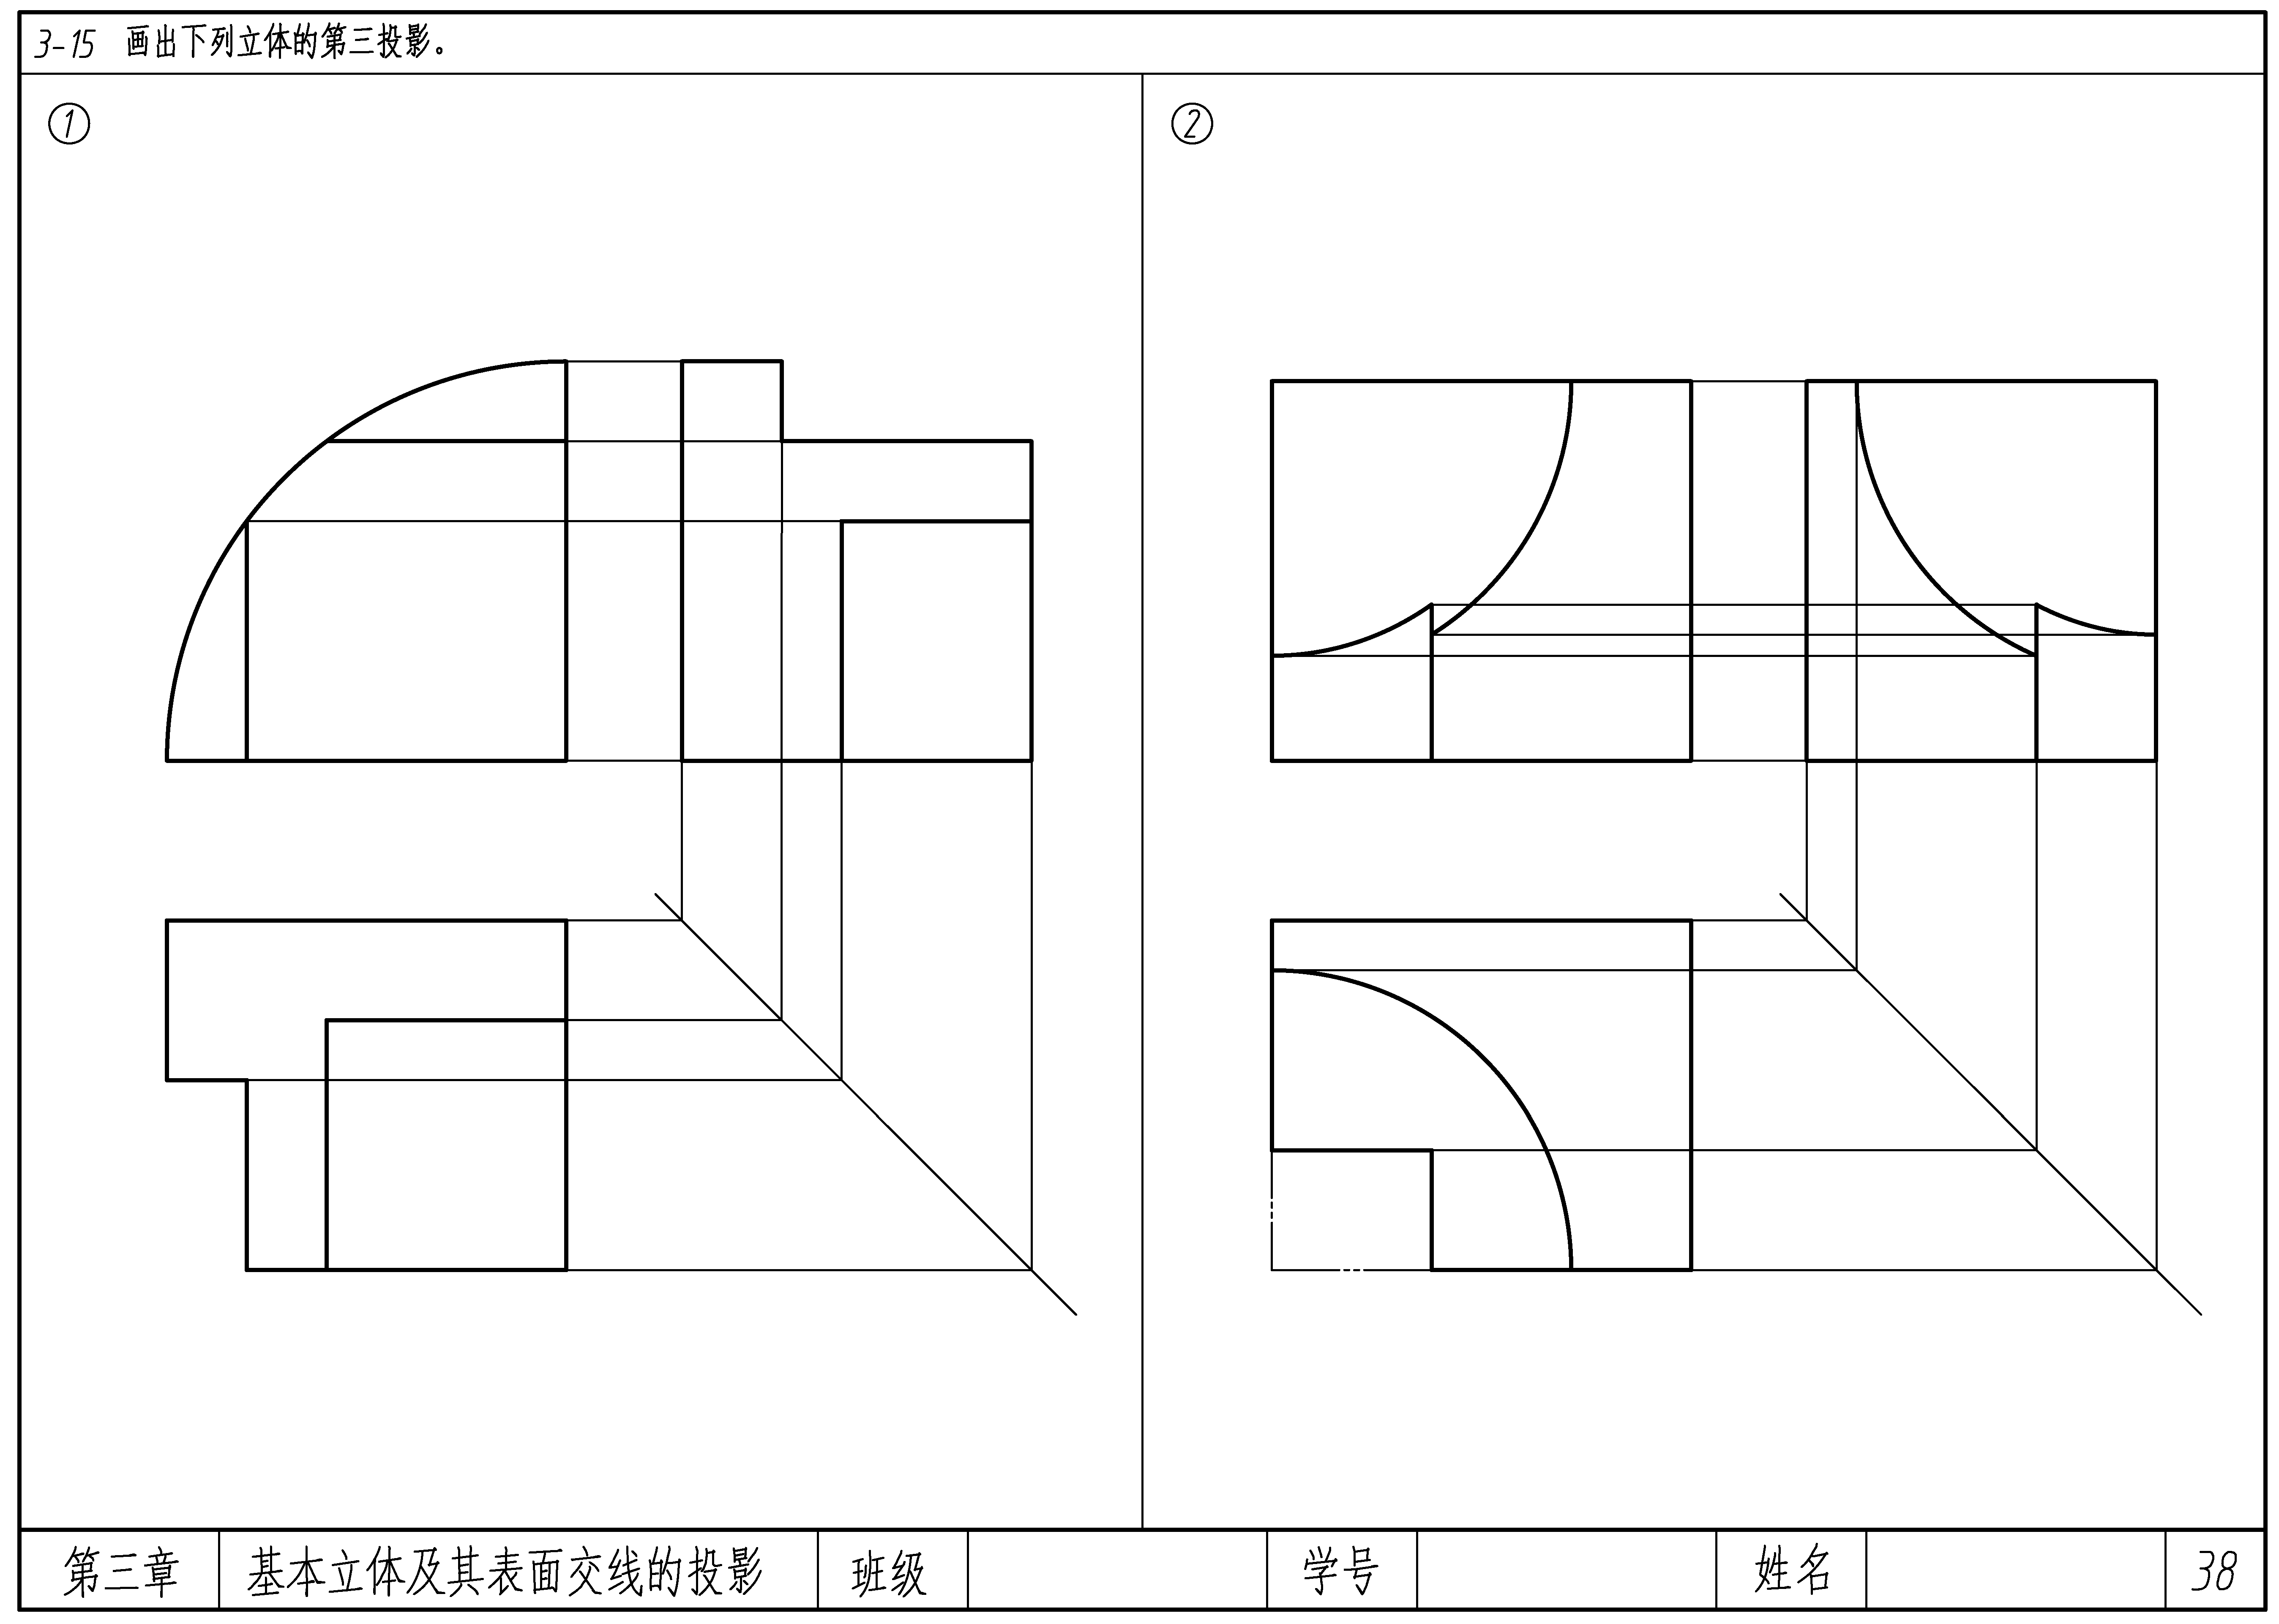 3-15 画出下列立体的第三投影。
① ②
第三章 基本立体及其表面交线的投影 班级 学号 姓名 38